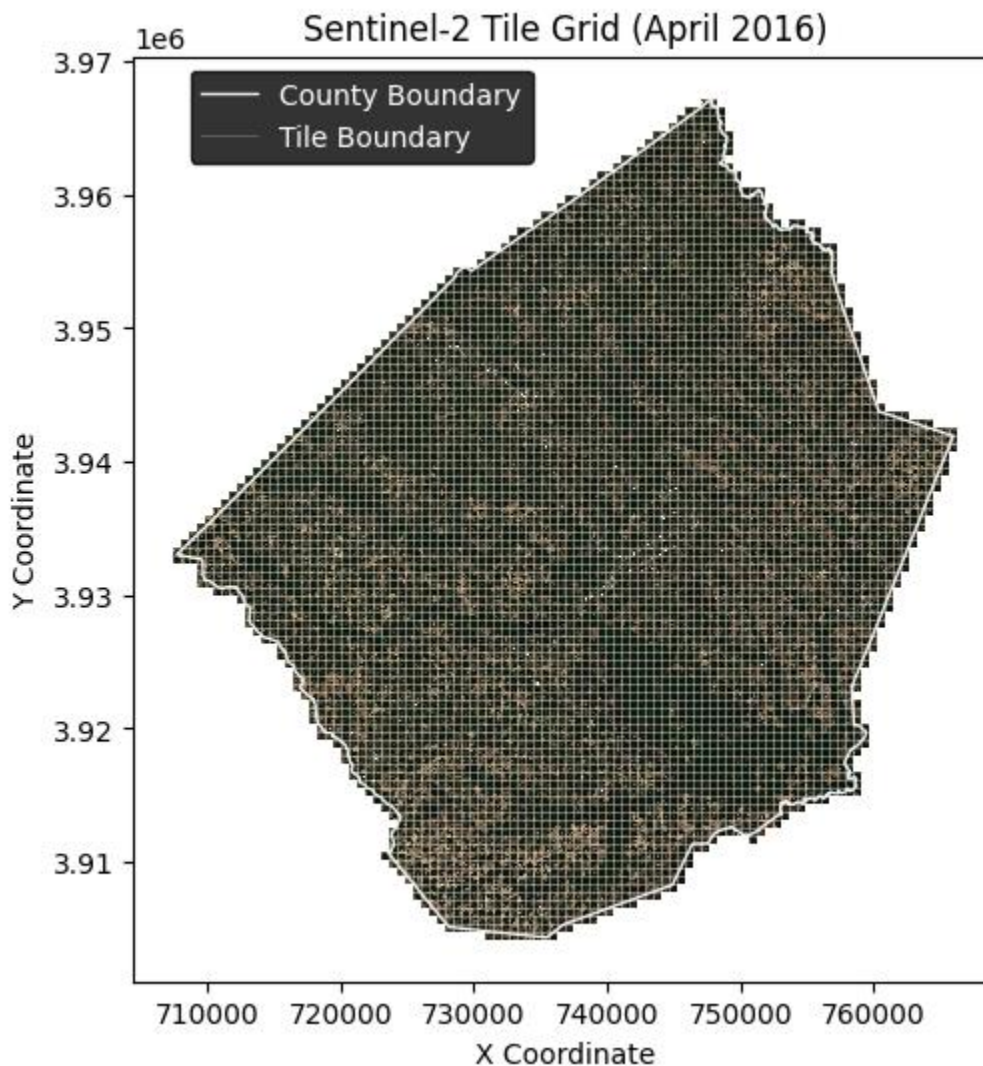 Sentinel-2 Tile Grid (April 2016)
1e6
County Boundary
Tile Boundary
3.97
3.96
3.95
3.94
3.93
3.92
3.91
Y Coordinate
710000 720000 730000 740000 750000 760000
X Coordinate